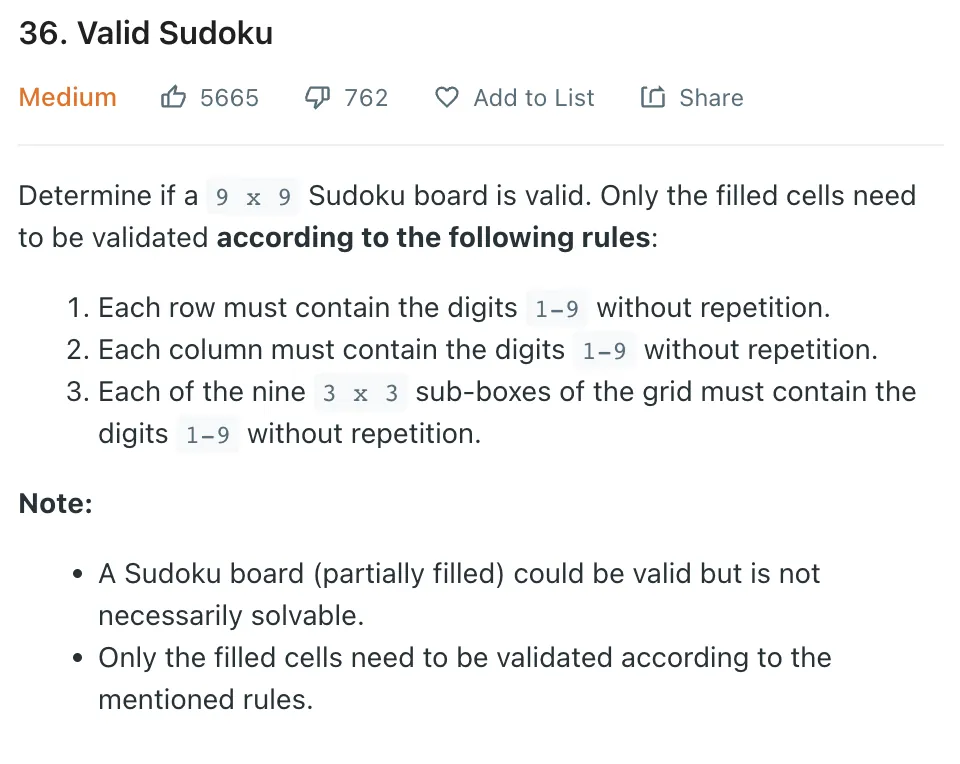 36. Valid Sudoku
Medium 5665 762 Add to List Share
Determine if a 9 x 9 Sudoku board is valid. Only the filled cells need
to be validated according to the following rules:
1. Each row must contain the digits 1-9 without repetition.
2. Each column must contain the digits 1-9 without repetition.
3. Each of the nine 3 x 3 sub-boxes of the grid must contain the
digits 1-9 without repetition.
Note:
• A Sudoku board (partially filled) could be valid but is not
necessarily solvable.
• Only the filled cells need to be validated according to the
mentioned rules.